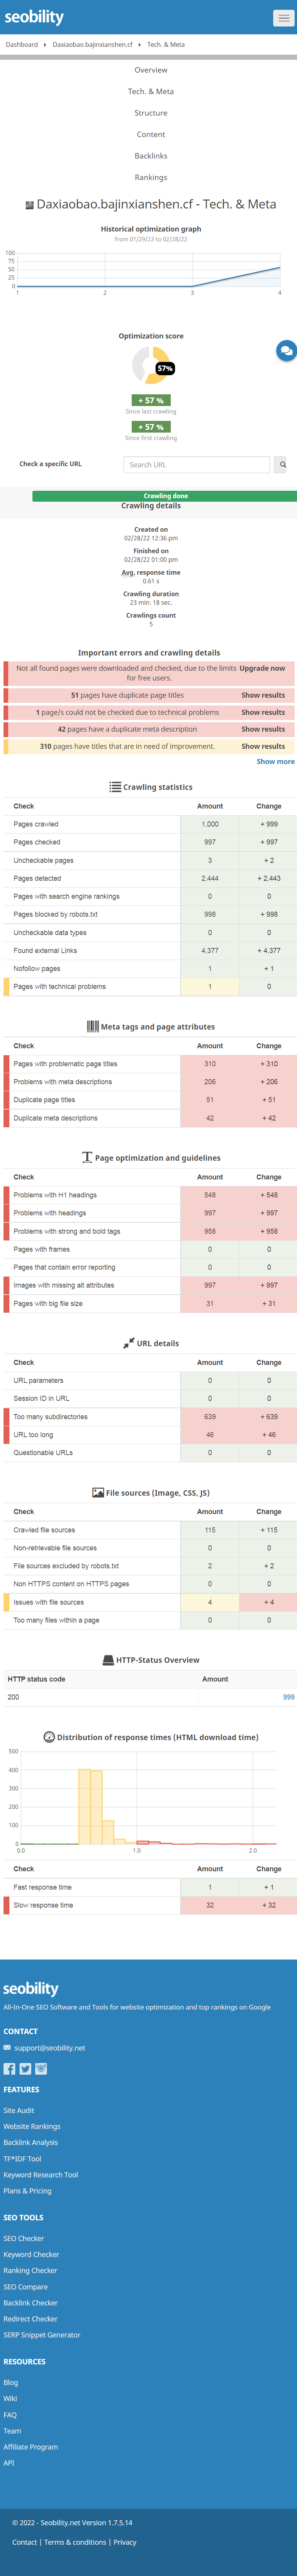 seobility
Dashboard Daxiaobao.bajinxianshen.cf Tech. & Meta
Overview
Tech. & Meta
Structure
Content
Backlinks
Rankings
Daxiaobao.bajinxianshen.cf - Tech. & Meta
Historical optimization graph
from 01/29/22 to 02/28/22
100
75
50
25
0
1 2 3 4
Optimization score
57%
+ 57 %
Since last crawling
+ 57 %
Since first crawling
Check a specific URL Search URL
Crawling done
Crawling details
Created on
02/28/22 12:36 pm
Finished on
02/28/22 01:00 pm
Avg. response time
0.61 s
Crawling duration
23 min. 18 sec.
Crawlings count
5
Important errors and crawling details
Not all found pages were downloaded and checked, due to the limits Upgrade now
for free users.
51 pages have duplicate page titles Show results
1 page/s could not be checked due to technical problems Show results
42 pages have a duplicate meta description Show results
310 pages have titles that are in need of improvement. Show results
Show more
Crawling statistics
Check Amount Change
Pages crawled 1,000 + 999
Pages checked 997 + 997
Uncheckable pages 3 + 2
Pages detected 2,444 + 2,443
Pages with search engine rankings 0 0
Pages blocked by robots.txt 998 + 998
Uncheckable data types 0 0
Found external Links 4,377 + 4,377
Nofollow pages 1 + 1
Pages with technical problems 1 0
Meta tags and page attributes
Check Amount Change
Pages with problematic page titles 310 + 310
Problems with meta descriptions 206 + 206
Duplicate page titles 51 + 51
Duplicate meta descriptions 42 + 42
Page optimization and guidelines
Check Amount Change
Problems with H1 headings 548 + 548
Problems with headings 997 + 997
Problems with strong and bold tags 958 + 958
Pages with frames 0 0
Pages that contain error reporting 0 0
Images with missing alt attributes 997 + 997
Pages with big file size 31 + 31
URL details
Check Amount Change
URL parameters 0 0
Session ID in URL 0 0
Too many subdirectories 639 + 639
URL too long 46 + 46
Questionable URLs 0 0
File sources (Image, CSS, JS)
Check Amount Change
Crawled file sources 115 + 115
Non-retrievable file sources 0 0
File sources excluded by robots.txt 2 + 2
Non HTTPS content on HTTPS pages 0 0
Issues with file sources 4 + 4
Too many files within a page 0 0
HTTP-Status Overview
HTTP status code Amount
200 999
Distribution of response times (HTML download time)
500
400
300
200
100
0
0.0 1.0 2.0
Check Amount Change
Fast response time 1 + 1
Slow response time 32 + 32
seobility
All-In-One SEO Software and Tools for website optimization and top rankings on Google
CONTACT
support@seobility.net
FEATURES
Site Audit
Website Rankings
Backlink Analysis
TF*IDF Tool
Keyword Research Tool
Plans & Pricing
SEO TOOLS
SEO Checker
Keyword Checker
Ranking Checker
SEO Compare
Backlink Checker
Redirect Checker
SERP Snippet Generator
RESOURCES
Blog
Wiki
FAQ
Team
Affiliate Program
API
© 2022 - Seobility.net Version 1.7.5.14
Contact | Terms & conditions | Privacy